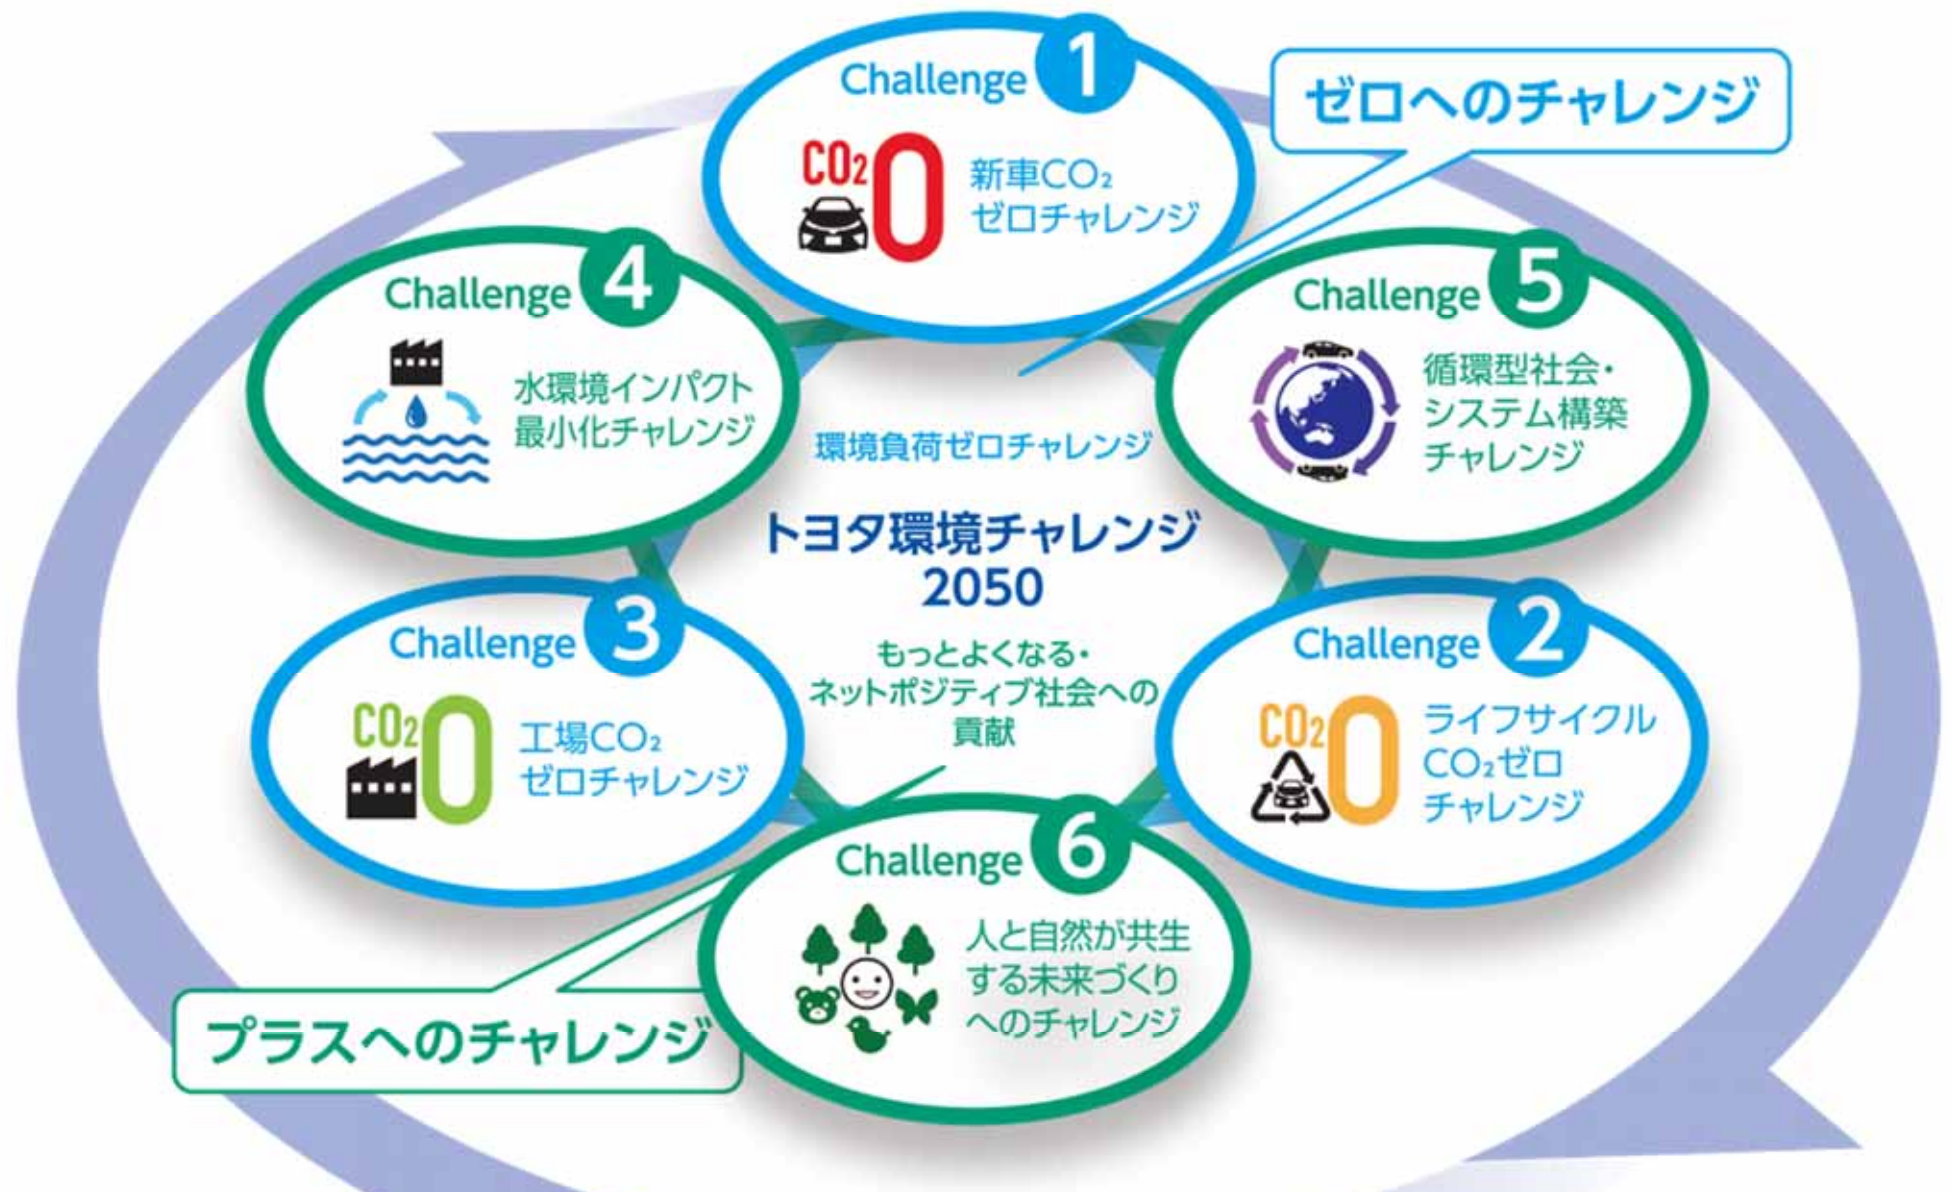 Challenge 1
CO₂ 0
新車CO₂
ゼロチャレンジ
ゼロへのチャレンジ
Challenge 4
水環境インパクト
最小化チャレンジ
Challenge 5
循環型社会・
システム構築
チャレンジ
環境負荷ゼロチャレンジ
トヨタ環境チャレンジ
2050
もっとよくなる・
ネットポジティブ社会への
貢献
Challenge 3
CO₂ 0
工場CO₂
ゼロチャレンジ
Challenge 2
CO₂ 0
ライフサイクル
CO₂ゼロ
チャレンジ
Challenge 6
人と自然が共生
する未来づくり
へのチャレンジ
プラスへのチャレンジ